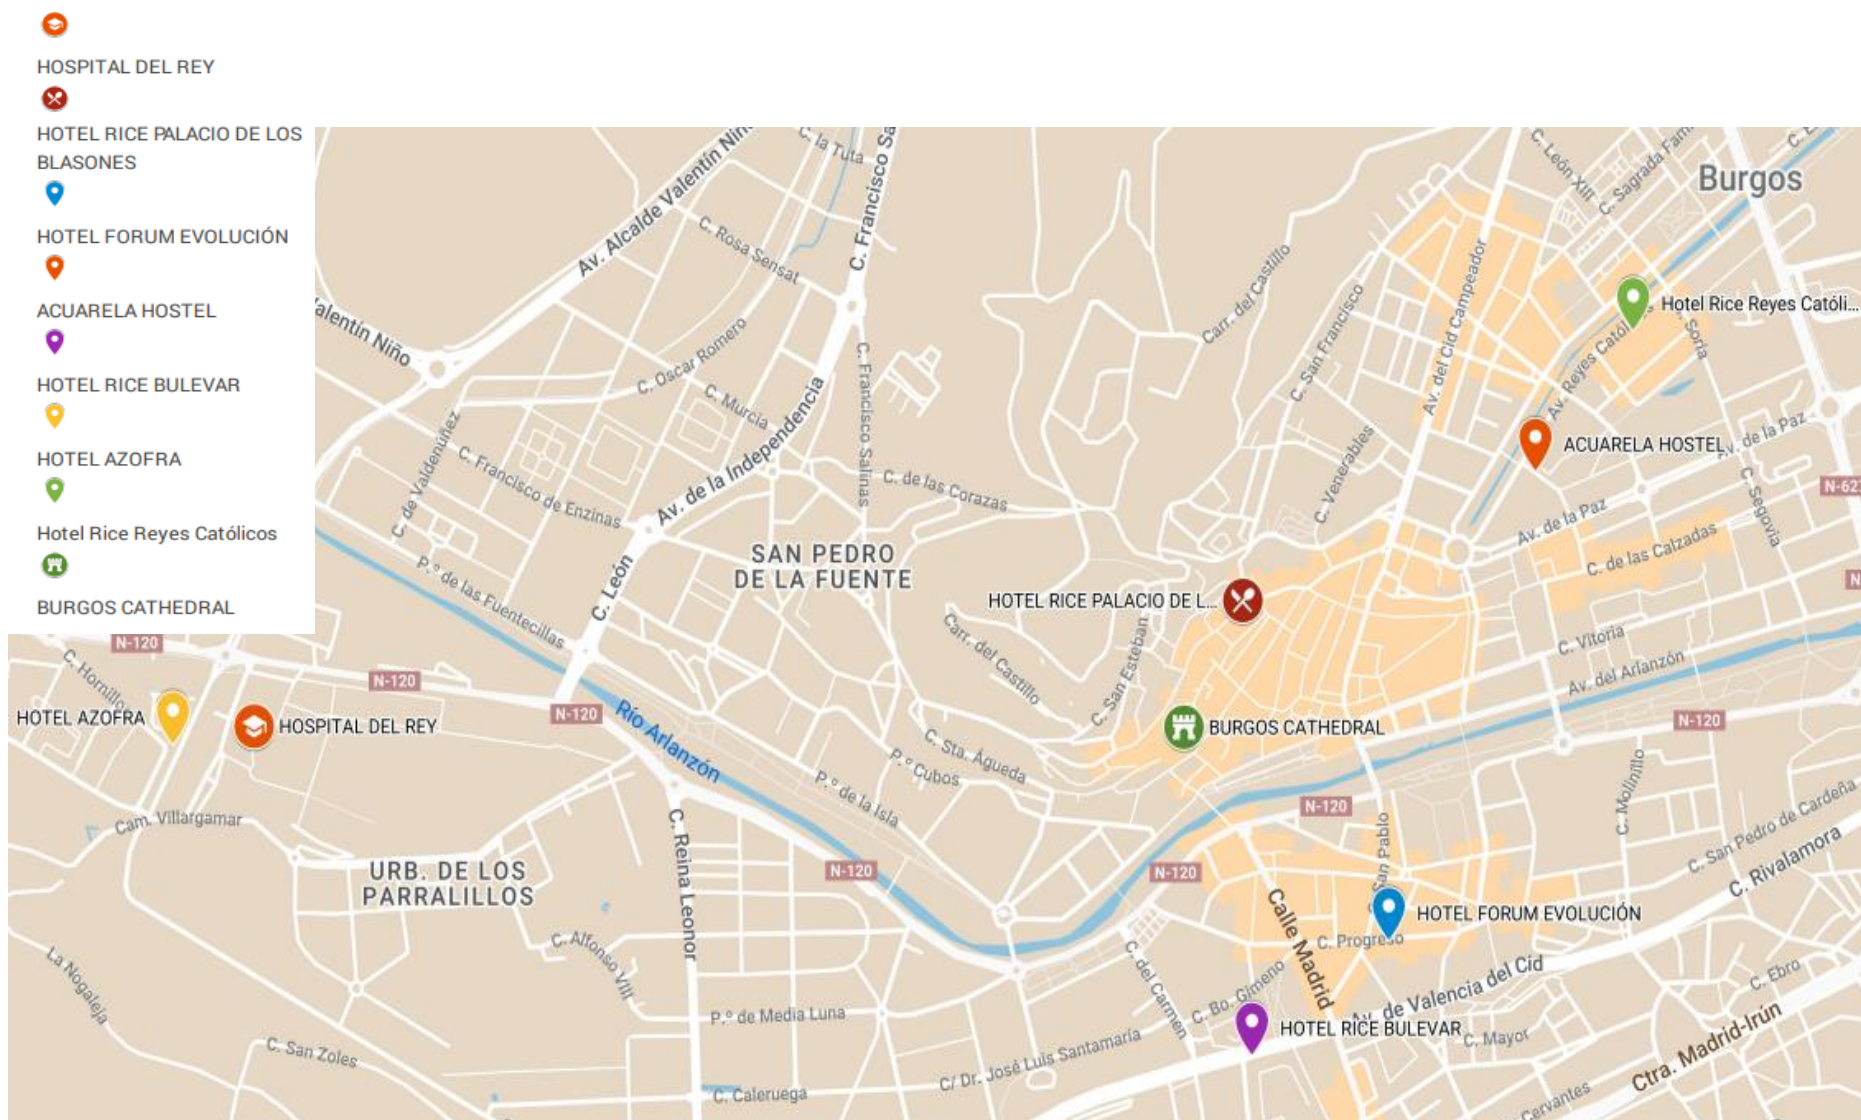 HOSPITAL DEL REY
HOTEL RICE PALACIO DE LOS
BLASONES
HOTEL FORUM EVOLUCIÓN
ACUARELA HOSTEL
HOTEL RICE BULEVAR
HOTEL AZOFRA
Hotel Rice Reyes Católicos
BURGOS CATHEDRAL
C. la Tuta
Av. Alcalde Valentín Niño
C. Francisco Sa
C. León XIII
C. Sagrada Fami
Burgos
C. Rosa Sensat
Carr. del Castillo
C. San Francisco
Av. del Cid Campeador
Hotel Rice Reyes Católi...
alentín Niño
C. Oscar Romero
C. Murcia
C. Francisco Salinas
Av. Reyes Católicos
C. Soria
C. de Valdenúñez
C. Francisco de Enzinas
Av. de la Independencia
C. de las Corazas
C. Venerables
ACUARELA HOSTEL
Av. de la Paz
N-627
C. Segovia
Av. de la Paz
C. de las Calzadas
P.º de las Fuentecillas
C. León
SAN PEDRO
DE LA FUENTE
HOTEL RICE PALACIO DE L...
N
N-120
C. Hornillos
N-120
N-120
Río Arlanzón
Carr. del Castillo
C. San Esteban
C. Vitoria
Av. del Arlanzón
N-120
HOTEL AZOFRA
HOSPITAL DEL REY
BURGOS CATHEDRAL
C. Sta. Águeda
P.º Cubos
P.º de la Isla
Cam. Villargamar
C. Reina Leonor
N-120
C. Molinillo
C. San Pedro de Cardeña
C. Rivalamora
URB. DE LOS
PARRALILLOS
N-120
N-120
C. San Pablo
Calle Madrid
HOTEL FORUM EVOLUCIÓN
C. Progreso
C. Alfonso VIII
La Nogaleja
C. del Carmen
C. Bo. Gimeno
Av. de Valencia del Cid
C. Ebro
P.º de Media Luna
HOTEL RICE BULEVAR
C. Mayor
Ctra. Madrid-Irún
C. San Zoles
C/ Dr. José Luis Santamaría
C. Caleruega
Cervantes